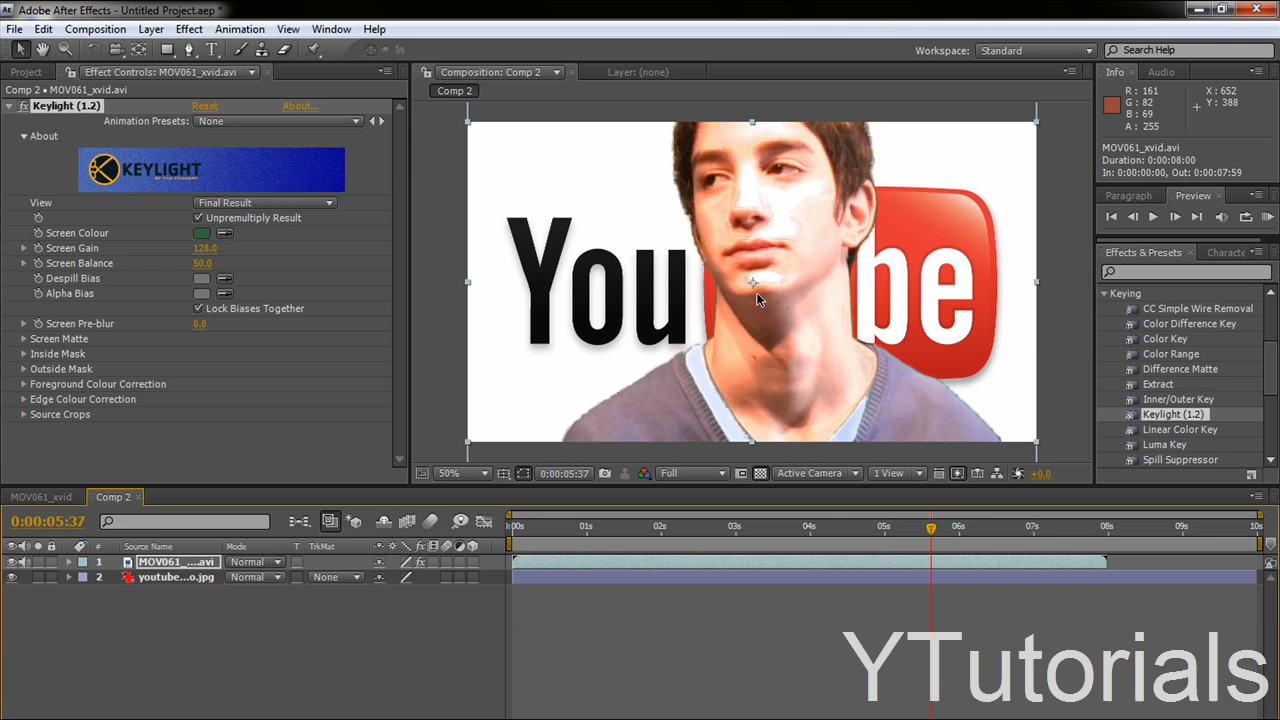 Adobe After Effects - Untitled Project.aep *
File Edit Composition Layer Effect Animation View Window Help
Workspace: Standard Search Help
Project Effect Controls: MOV061_xvid.avi
Comp 2 • MOV061_xvid.avi
Keylight (1.2) Reset About...
Animation Presets: None
About
KEYLIGHT
BY THE FOUNDRY
View Final Result
Unpremultiply Result
Screen Colour
Screen Gain 128.0
Screen Balance 50.0
Despill Bias
Alpha Bias
Lock Biases Together
Screen Pre-blur 0.0
Screen Matte
Inside Mask
Outside Mask
Foreground Colour Correction
Edge Colour Correction
Source Crops
Composition: Comp 2 Layer: (none)
Comp 2
You be
50% 0:00:05:37 Full Active Camera 1 View +0.0
Info Audio
R: 161 X: 652
G: 82 Y: 388
B: 69
A: 255
MOV061_xvid.avi
Duration: 0:00:08:00
In: 0:00:00:00, Out: 0:00:07:59
Paragraph Preview
Effects & Presets Characte
Keying
CC Simple Wire Removal
Color Difference Key
Color Key
Color Range
Difference Matte
Extract
Inner/Outer Key
Keylight (1.2)
Linear Color Key
Luma Key
Spill Suppressor
MOV061_xvid Comp 2
0:00:05:37
# Source Name Mode T TrkMat
1 MOV061_....avi Normal
2 youtube...o.jpg Normal None
:00s 01s 02s 03s 04s 05s 06s 07s 08s 09s 10s
YTutorials